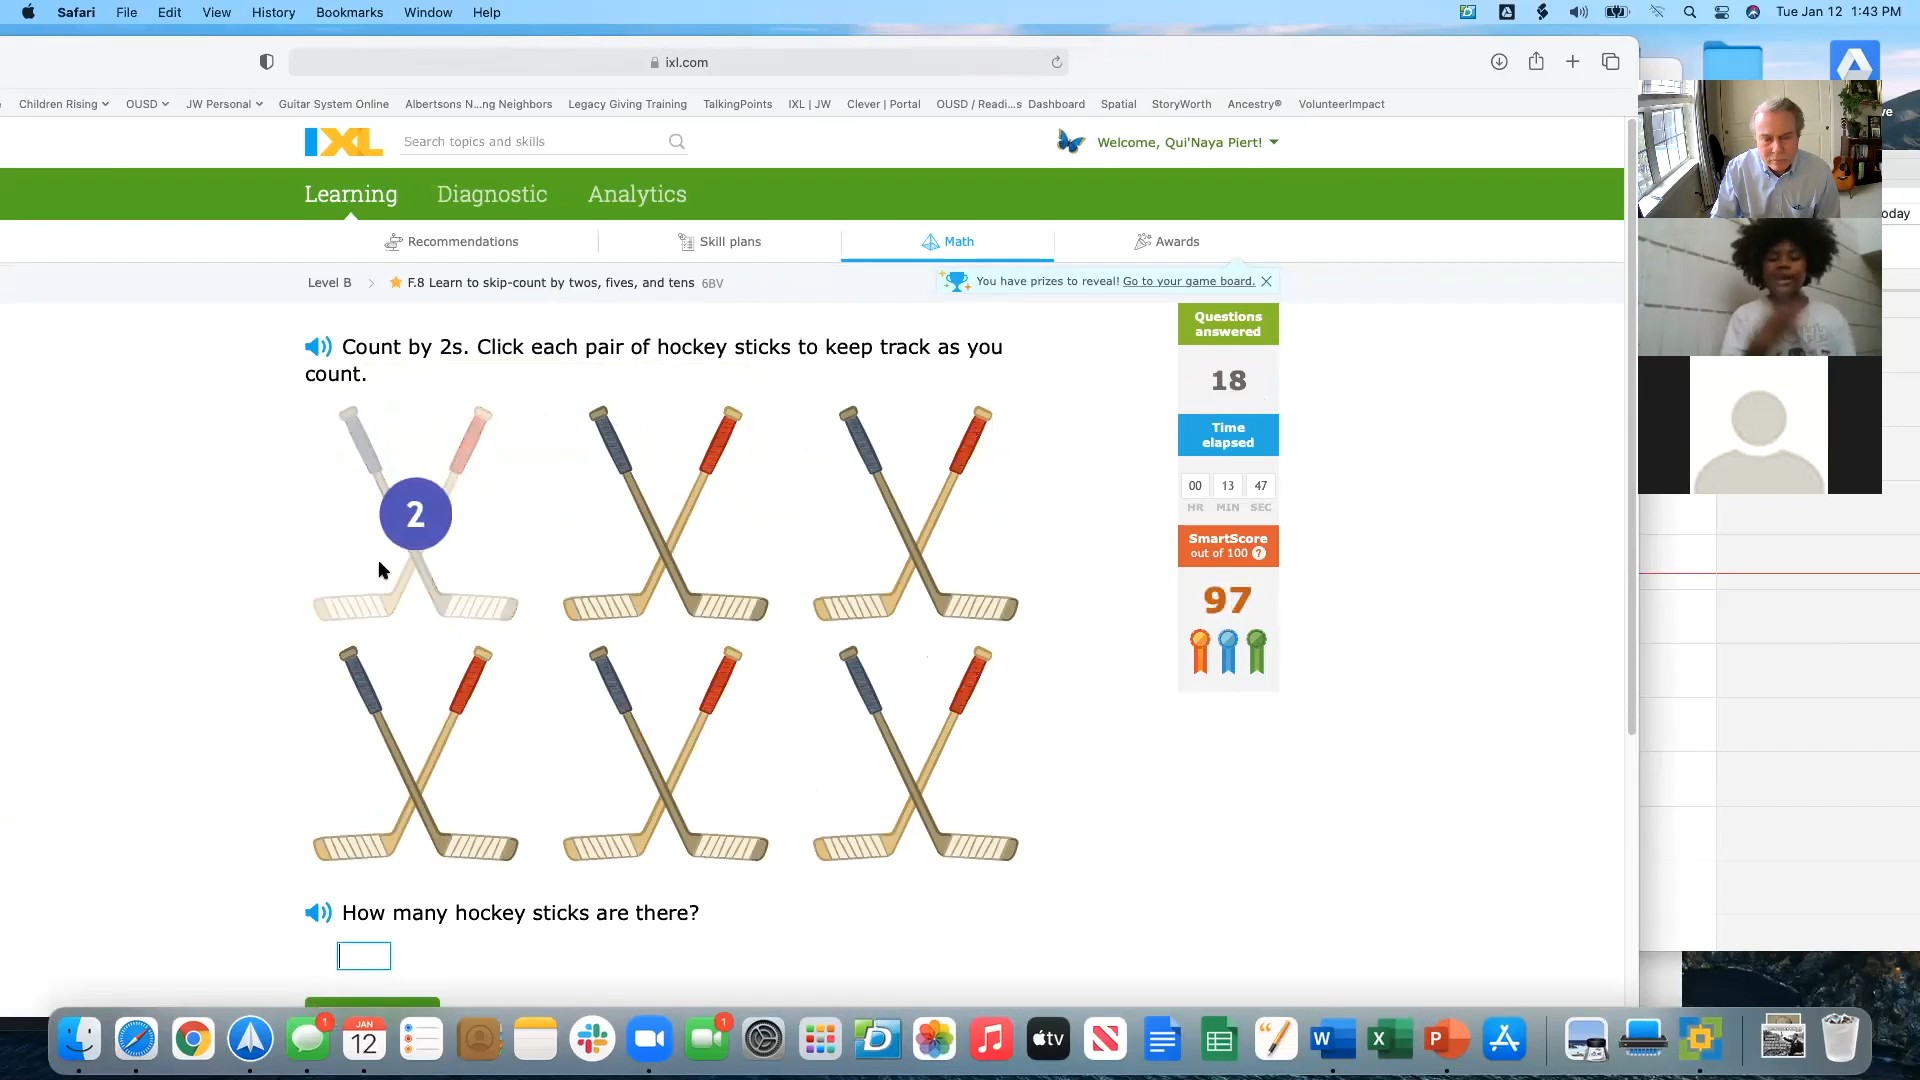 Safari File Edit View History Bookmarks Window Help
Tue Jan 12 1:43 PM
ixl.com
Children Rising OUSD JW Personal Guitar System Online Albertsons N...ng Neighbors Legacy Giving Training TalkingPoints IXL | JW Clever | Portal OUSD / Readi...s Dashboard Spatial StoryWorth Ancestry® VolunteerImpact
IXL
Search topics and skills
Welcome, Qui'Naya Piert!
Learning Diagnostic Analytics
Recommendations Skill plans Math Awards
Level B F.8 Learn to skip-count by twos, fives, and tens 6BV
You have prizes to reveal! Go to your game board.
Count by 2s. Click each pair of hockey sticks to keep track as you
count.
2
Questions
answered
18
Time
elapsed
00 13 47
HR MIN SEC
SmartScore
out of 100 ?
97
How many hockey sticks are there?
1
JAN
12
1
tv
W
X
P